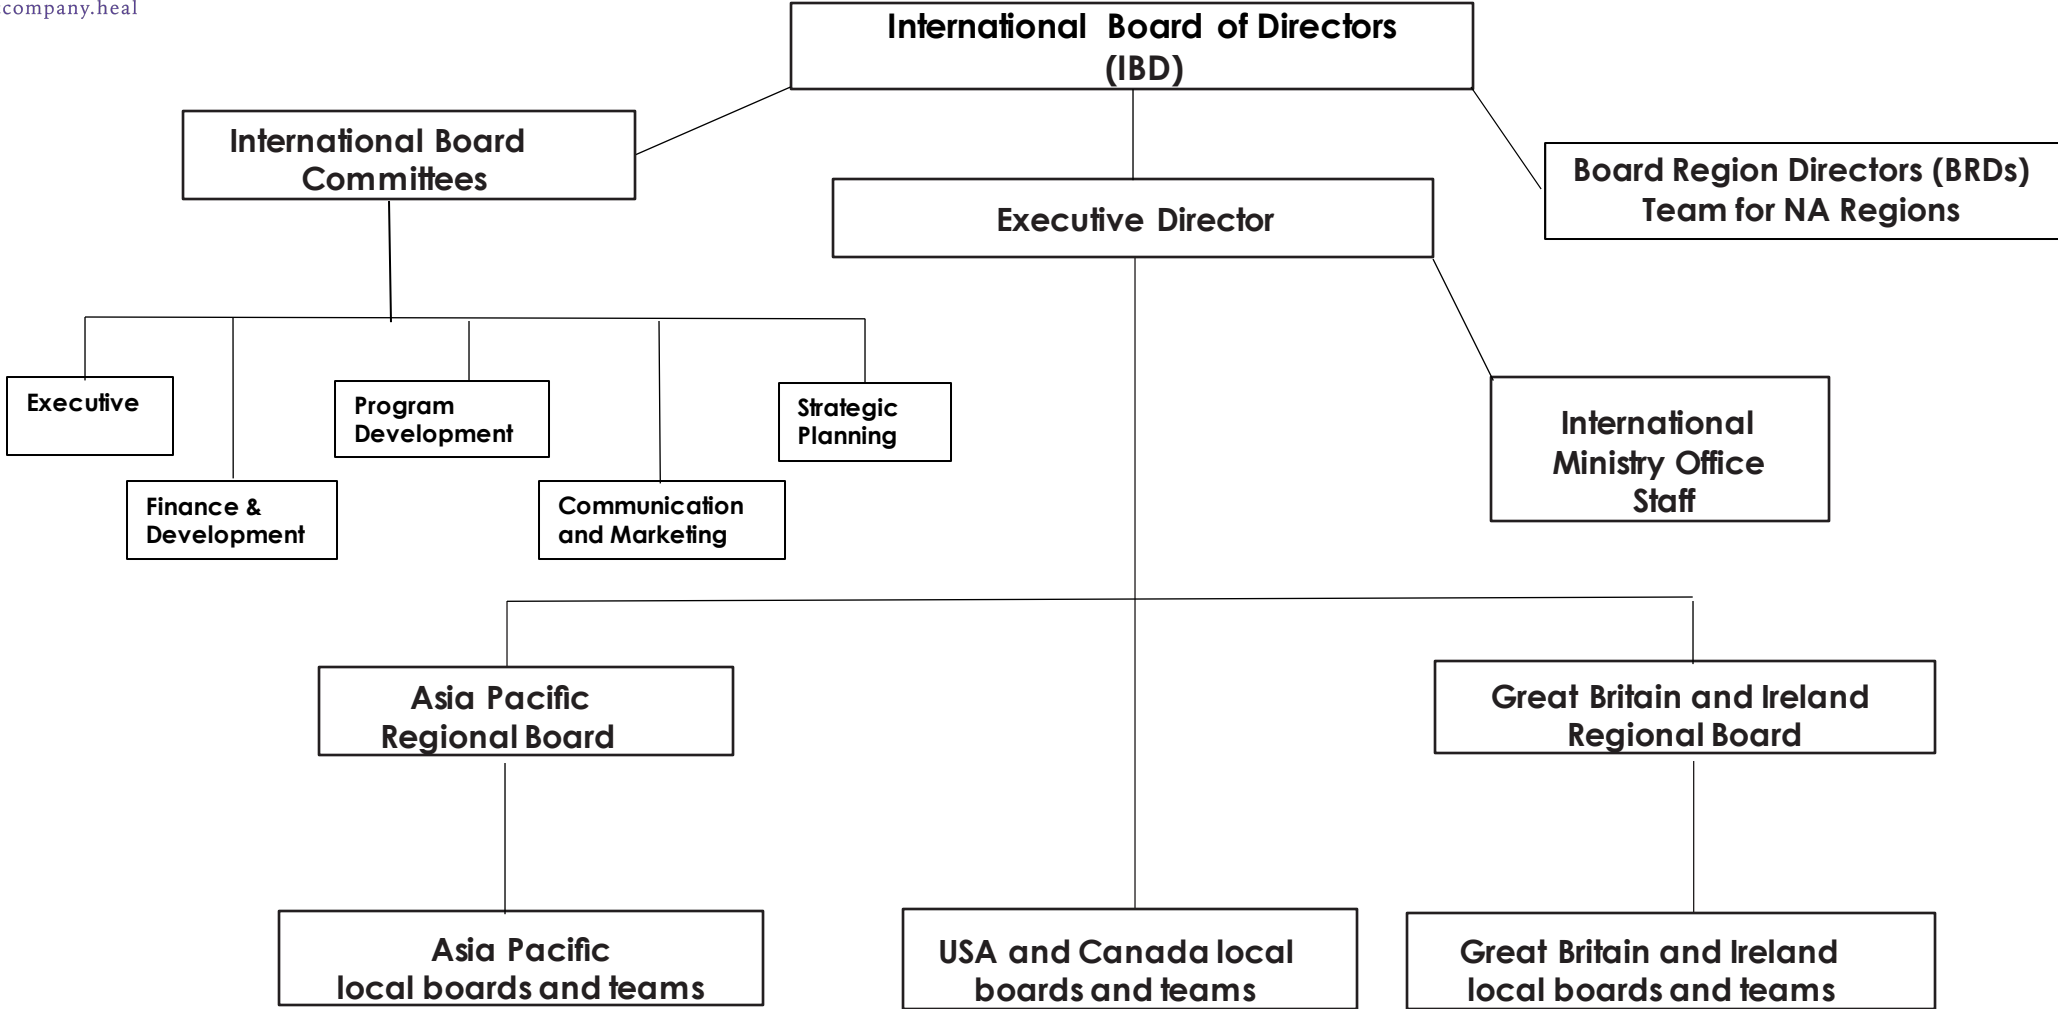 company.heal
International Board of Directors
(IBD)
International Board
Committees
Board Region Directors (BRDs)
Team for NA Regions
Executive Director
Executive
Program
Development
Strategic
Planning
Finance &
Development
Communication
and Marketing
International
Ministry Office
Staff
Asia Pacific
Regional Board
Great Britain and Ireland
Regional Board
Asia Pacific
local boards and teams
USA and Canada local
boards and teams
Great Britain and Ireland
local boards and teams